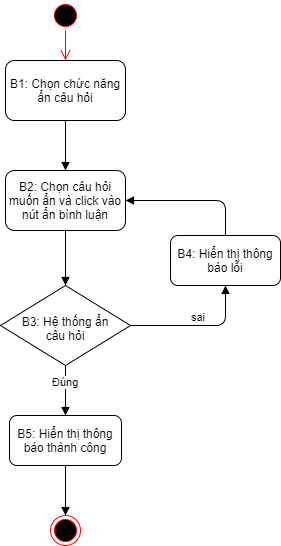 B1: Chọn chức năng
ẩn câu hỏi
B2: Chọn câu hỏi
muốn ẩn và click vào
nút ẩn bình luận
B4: Hiển thị thông
báo lỗi
B3: Hệ thống ẩn
câu hỏi
sai
Đúng
B5: Hiển thị thông
báo thành công